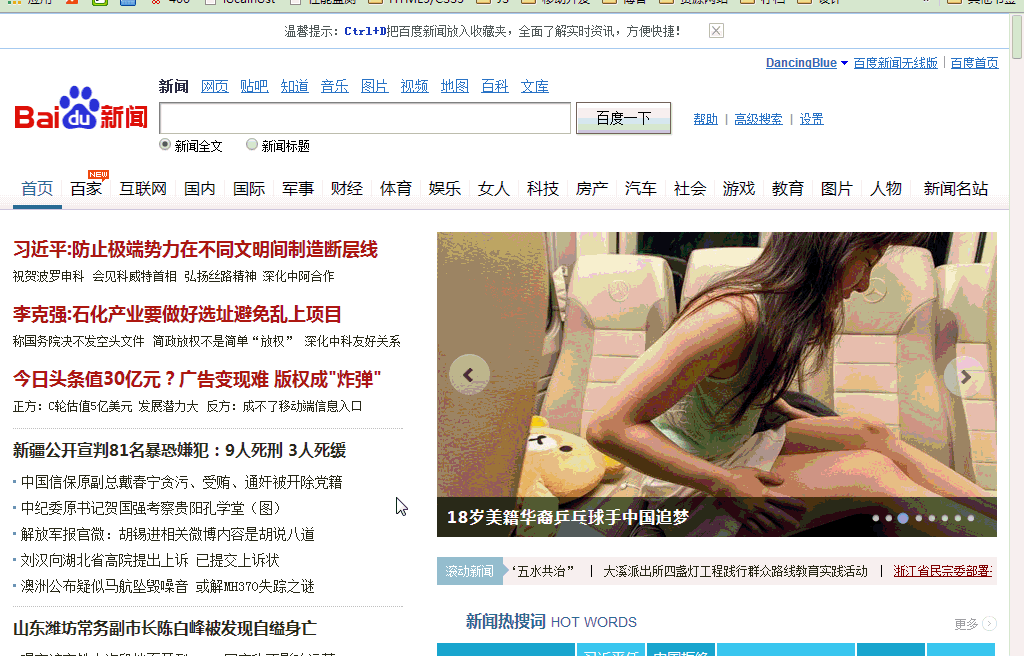 温馨提示：Ctrl+D把百度新闻放入收藏夹，全面了解实时资讯，方便快捷！
DancingBlue 百度新闻无线版 | 百度首页
新闻 网页 贴吧 知道 音乐 图片 视频 地图 百科 文库
Bai du 新闻
百度一下
帮助 | 高级搜索 | 设置
新闻全文 新闻标题
NEW
首页 百家 互联网 国内 国际 军事 财经 体育 娱乐 女人 科技 房产 汽车 社会 游戏 教育 图片 人物 新闻名站
习近平:防止极端势力在不同文明间制造断层线
祝贺波罗申科 会见科威特首相 弘扬丝路精神 深化中阿合作
李克强:石化产业要做好选址避免乱上项目
称国务院决不发空头文件 简政放权不是简单“放权” 深化中科友好关系
今日头条值30亿元？广告变现难 版权成"炸弹"
正方：C轮估值5亿美元 发展潜力大 反方：成不了移动端信息入口
新疆公开宣判81名暴恐嫌犯：9人死刑 3人死缓
中国信保原副总戴春宁贪污、受贿、通奸被开除党籍
中纪委原书记贺国强考察贵阳孔学堂（图）
解放军报官微：胡锡进相关微博内容是胡说八道
刘汉向湖北省高院提出上诉 已提交上诉状
澳洲公布疑似马航坠毁噪音 或解MH370失踪之谜
山东潍坊常务副市长陈白峰被发现自缢身亡
18岁美籍华裔乒乓球手中国追梦
滚动新闻 “五水共治” | 大溪派出所四盏灯工程践行群众路线教育实践活动 | 浙江省民宗委部署
新闻热搜词 HOT WORDS
更多